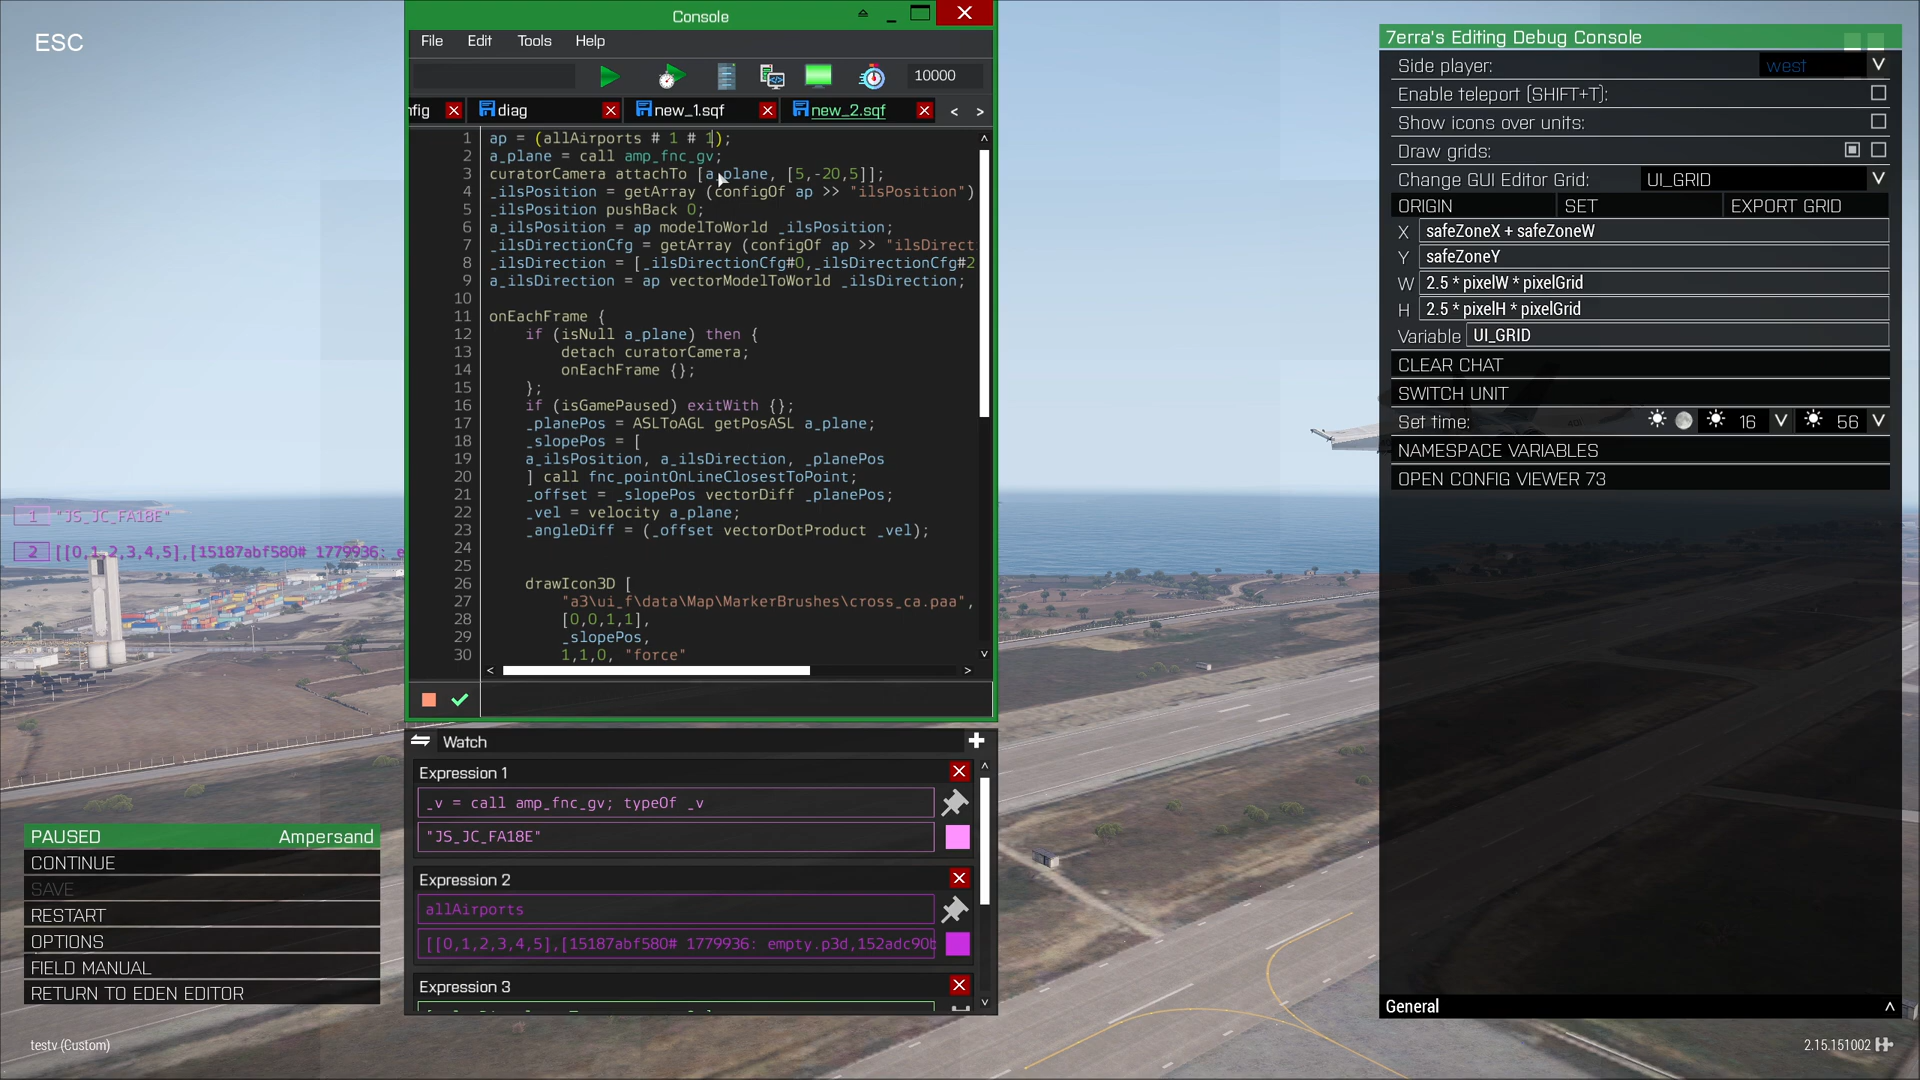 ESC
Console
File Edit Tools Help
10000
nfig diag new_1.sqf new_2.sqf < >
1 ap = (allAirports # 1 # 1);
2 a_plane = call amp_fnc_gv;
3 curatorCamera attachTo [a_plane, [5,-20,5]];
4 _ilsPosition = getArray (configOf ap >> "ilsPosition")
5 _ilsPosition pushBack 0;
6 a_ilsPosition = ap modelToWorld _ilsPosition;
7 _ilsDirectionCfg = getArray (configOf ap >> "ilsDirect
8 _ilsDirection = [_ilsDirectionCfg#0,_ilsDirectionCfg#2
9 a_ilsDirection = ap vectorModelToWorld _ilsDirection;
10
11 onEachFrame {
12 if (isNull a_plane) then {
13 detach curatorCamera;
14 onEachFrame {};
15 };
16 if (isGamePaused) exitWith {};
17 _planePos = ASLToAGL getPosASL a_plane;
18 _slopePos = [
19 a_ilsPosition, a_ilsDirection, _planePos
20 ] call fnc_pointOnLineClosestToPoint;
21 _offset = _slopePos vectorDiff _planePos;
22 _vel = velocity a_plane;
23 _angleDiff = (_offset vectorDotProduct _vel);
24
25
26 drawIcon3D [
27 "a3\ui_f\data\Map\MarkerBrushes\cross_ca.paa",
28 [0,0,1,1],
29 _slopePos,
30 1,1,0, "force"
Watch
Expression 1
_v = call amp_fnc_gv; typeOf _v
"JS_JC_FA18E"
Expression 2
allAirports
[[0,1,2,3,4,5],[15187abf580# 1779936: empty.p3d,152adc90b
Expression 3
1 "JS_JC_FA18E"
2 [[0,1,2,3,4,5],[15187abf580# 1779936: e
PAUSED Ampersand
CONTINUE
SAVE
RESTART
OPTIONS
FIELD MANUAL
RETURN TO EDEN EDITOR
testv (Custom)
7erra's Editing Debug Console
Side player: west
Enable teleport (SHIFT+T):
Show icons over units:
Draw grids:
Change GUI Editor Grid: UI_GRID
ORIGIN SET EXPORT GRID
X safeZoneX + safeZoneW
Y safeZoneY
W 2.5 * pixelW * pixelGrid
H 2.5 * pixelH * pixelGrid
Variable UI_GRID
CLEAR CHAT
SWITCH UNIT
Set time: 16 56
NAMESPACE VARIABLES
OPEN CONFIG VIEWER 73
General
2.15.151002